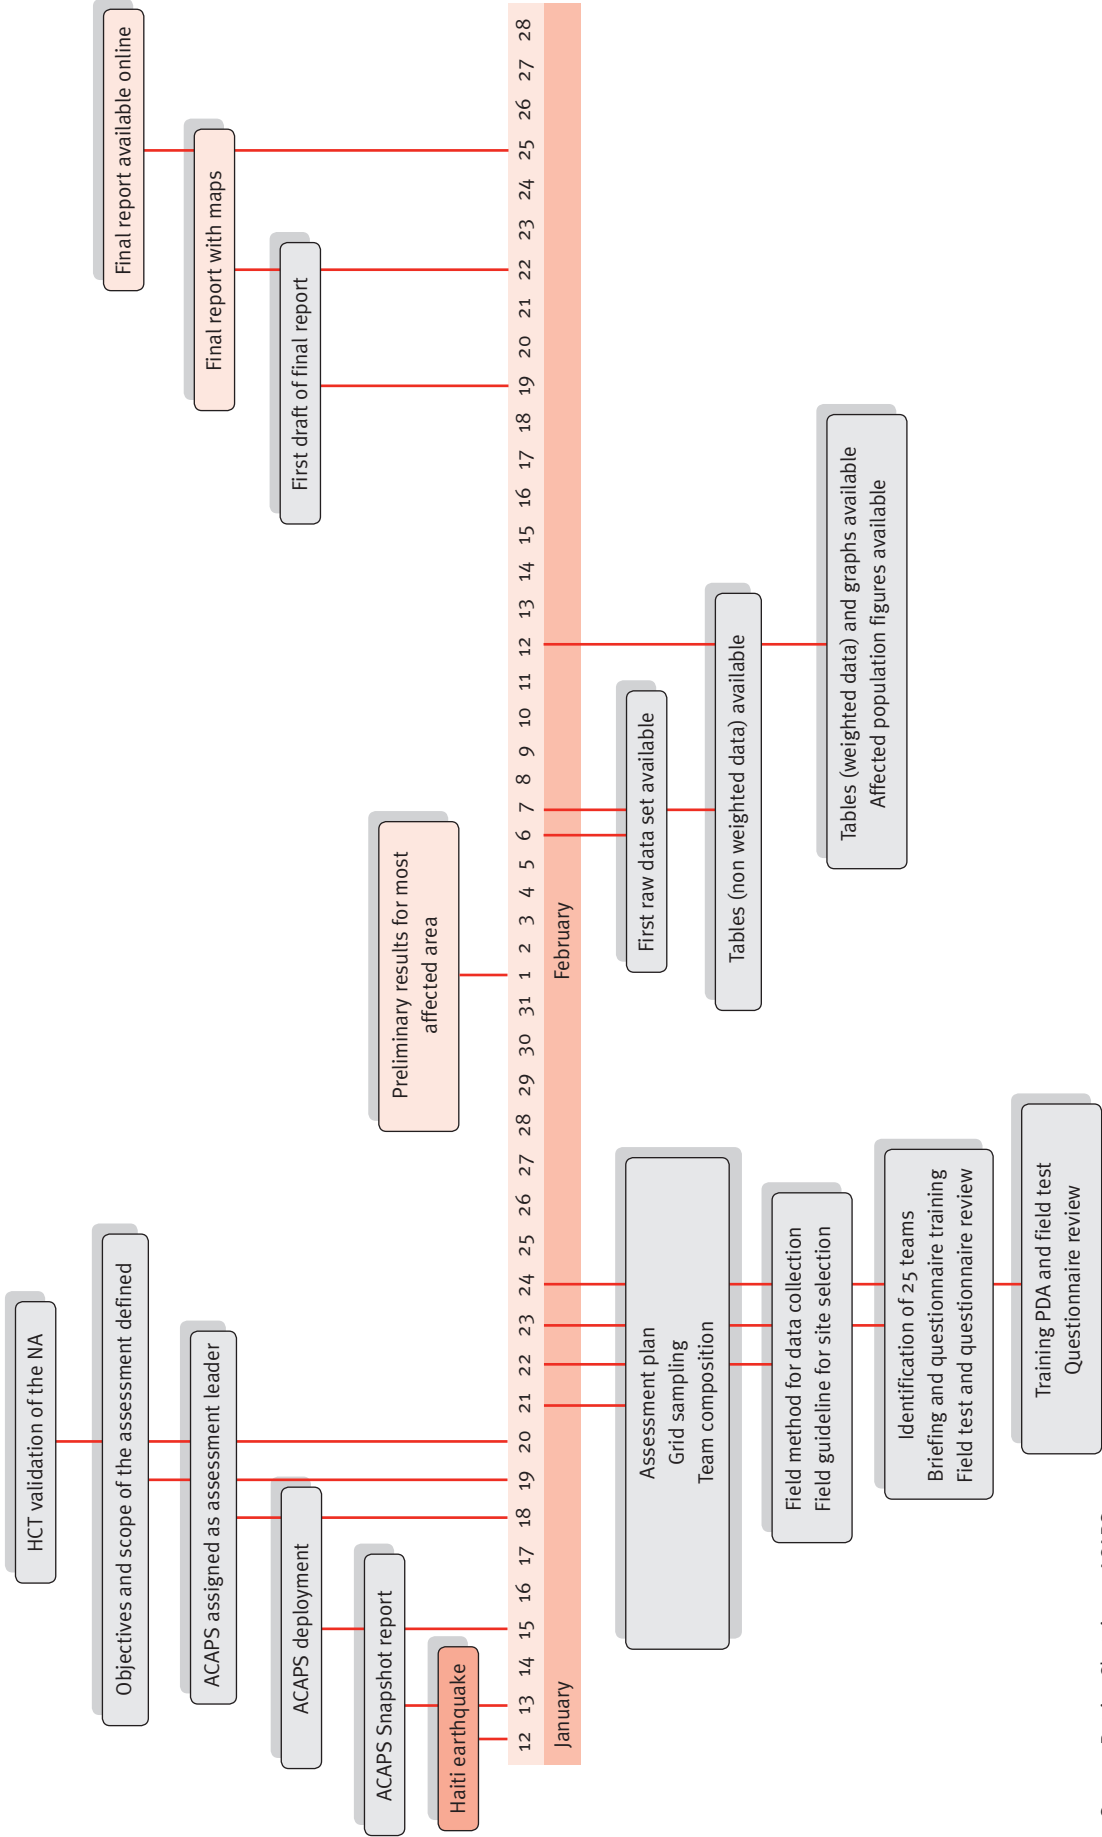 HCT validation of the NA
Objectives and scope of the assessment defined
Final report available online
ACAPS assigned as assessment leader
Final report with maps
ACAPS deployment
First draft of final report
ACAPS Snapshot report
Preliminary results for most
affected area
Haiti earthquake
12 13 14 15 16 17 18 19 20 21 22 23 24 25 26 27 28 29 30 31 1 2 3 4 5 6 7 8 9 10 11 12 13 14 15 16 17 18 19 20 21 22 23 24 25 26 27 28
January February
Assessment plan
Grid sampling
Team composition
First raw data set available
Tables (non weighted data) available
Field method for data collection
Field guideline for site selection
Tables (weighted data) and graphs available
Affected population figures available
Identification of 25 teams
Briefing and questionnaire training
Field test and questionnaire review
Training PDA and field test
Questionnaire review